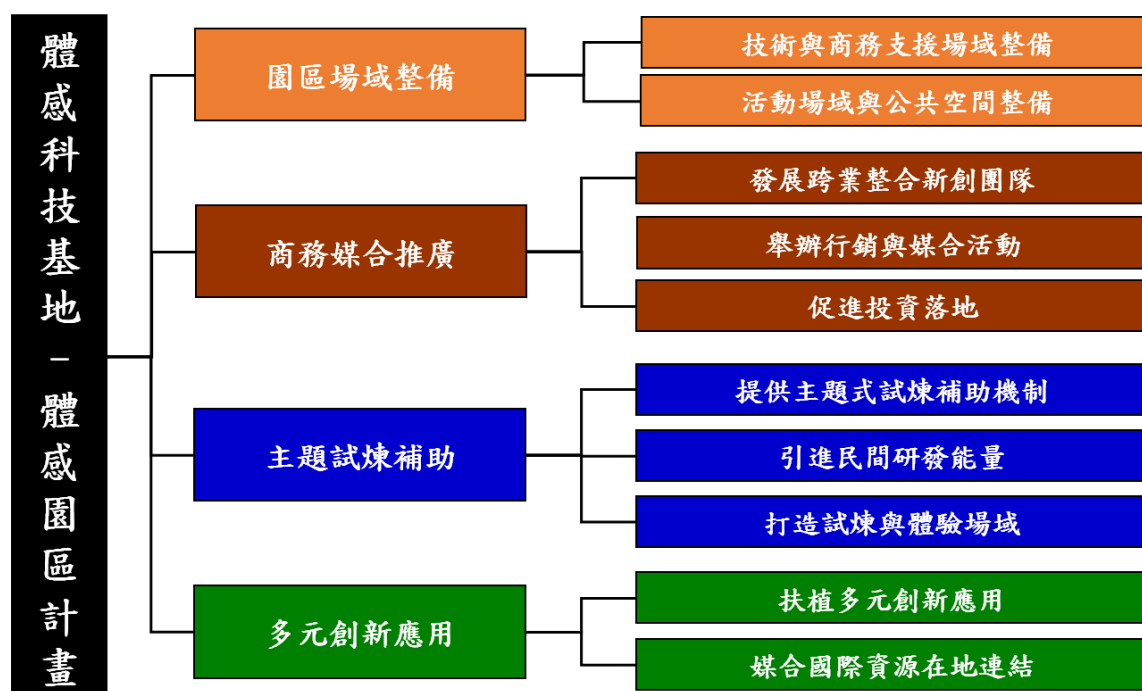 體感科技基地－體感園區計畫
園區場域整備
技術與商務支援場域整備
活動場域與公共空間整備
商務媒合推廣
發展跨業整合新創團隊
舉辦行銷與媒合活動
促進投資落地
主題試煉補助
提供主題式試煉補助機制
引進民間研發能量
打造試煉與體驗場域
多元創新應用
扶植多元創新應用
媒合國際資源在地連結